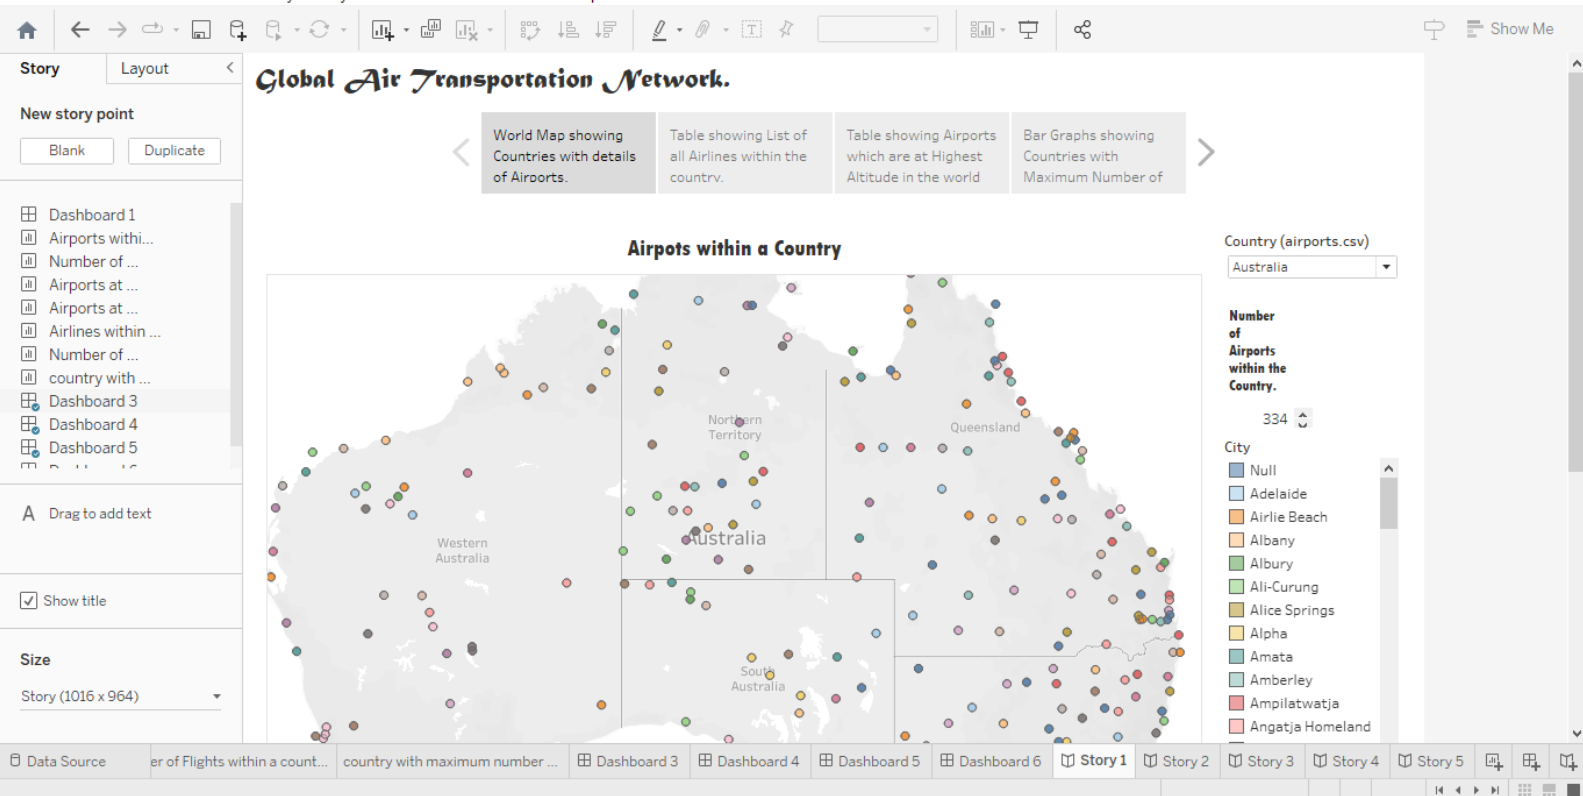 Show Me
Story
Layout
Global Air Transportation Network.
New story point
Blank
Duplicate
World Map showing
Countries with details
of Airports.
Table showing List of
all Airlines within the
country.
Table showing Airports
which are at Highest
Altitude in the world
Bar Graphs showing
Countries with
Maximum Number of
Dashboard 1
Airports withi...
Number of ...
Airports at ...
Airports at ...
Airlines within ...
Number of ...
country with ...
Dashboard 3
Dashboard 4
Dashboard 5
A Drag to add text
Show title
Size
Story (1016 x 964)
Airpots within a Country
Northern
Territory
Queensland
Western
Australia
Australia
South
Australia
Country (airports.csv)
Australia
Number
of
Airports
within the
Country.
334
City
Null
Adelaide
Airlie Beach
Albany
Albury
Ali-Curung
Alice Springs
Alpha
Amata
Amberley
Ampilatwatja
Angatja Homeland
Data Source
er of Flights within a count...
country with maximum number ...
Dashboard 3
Dashboard 4
Dashboard 5
Dashboard 6
Story 1
Story 2
Story 3
Story 4
Story 5